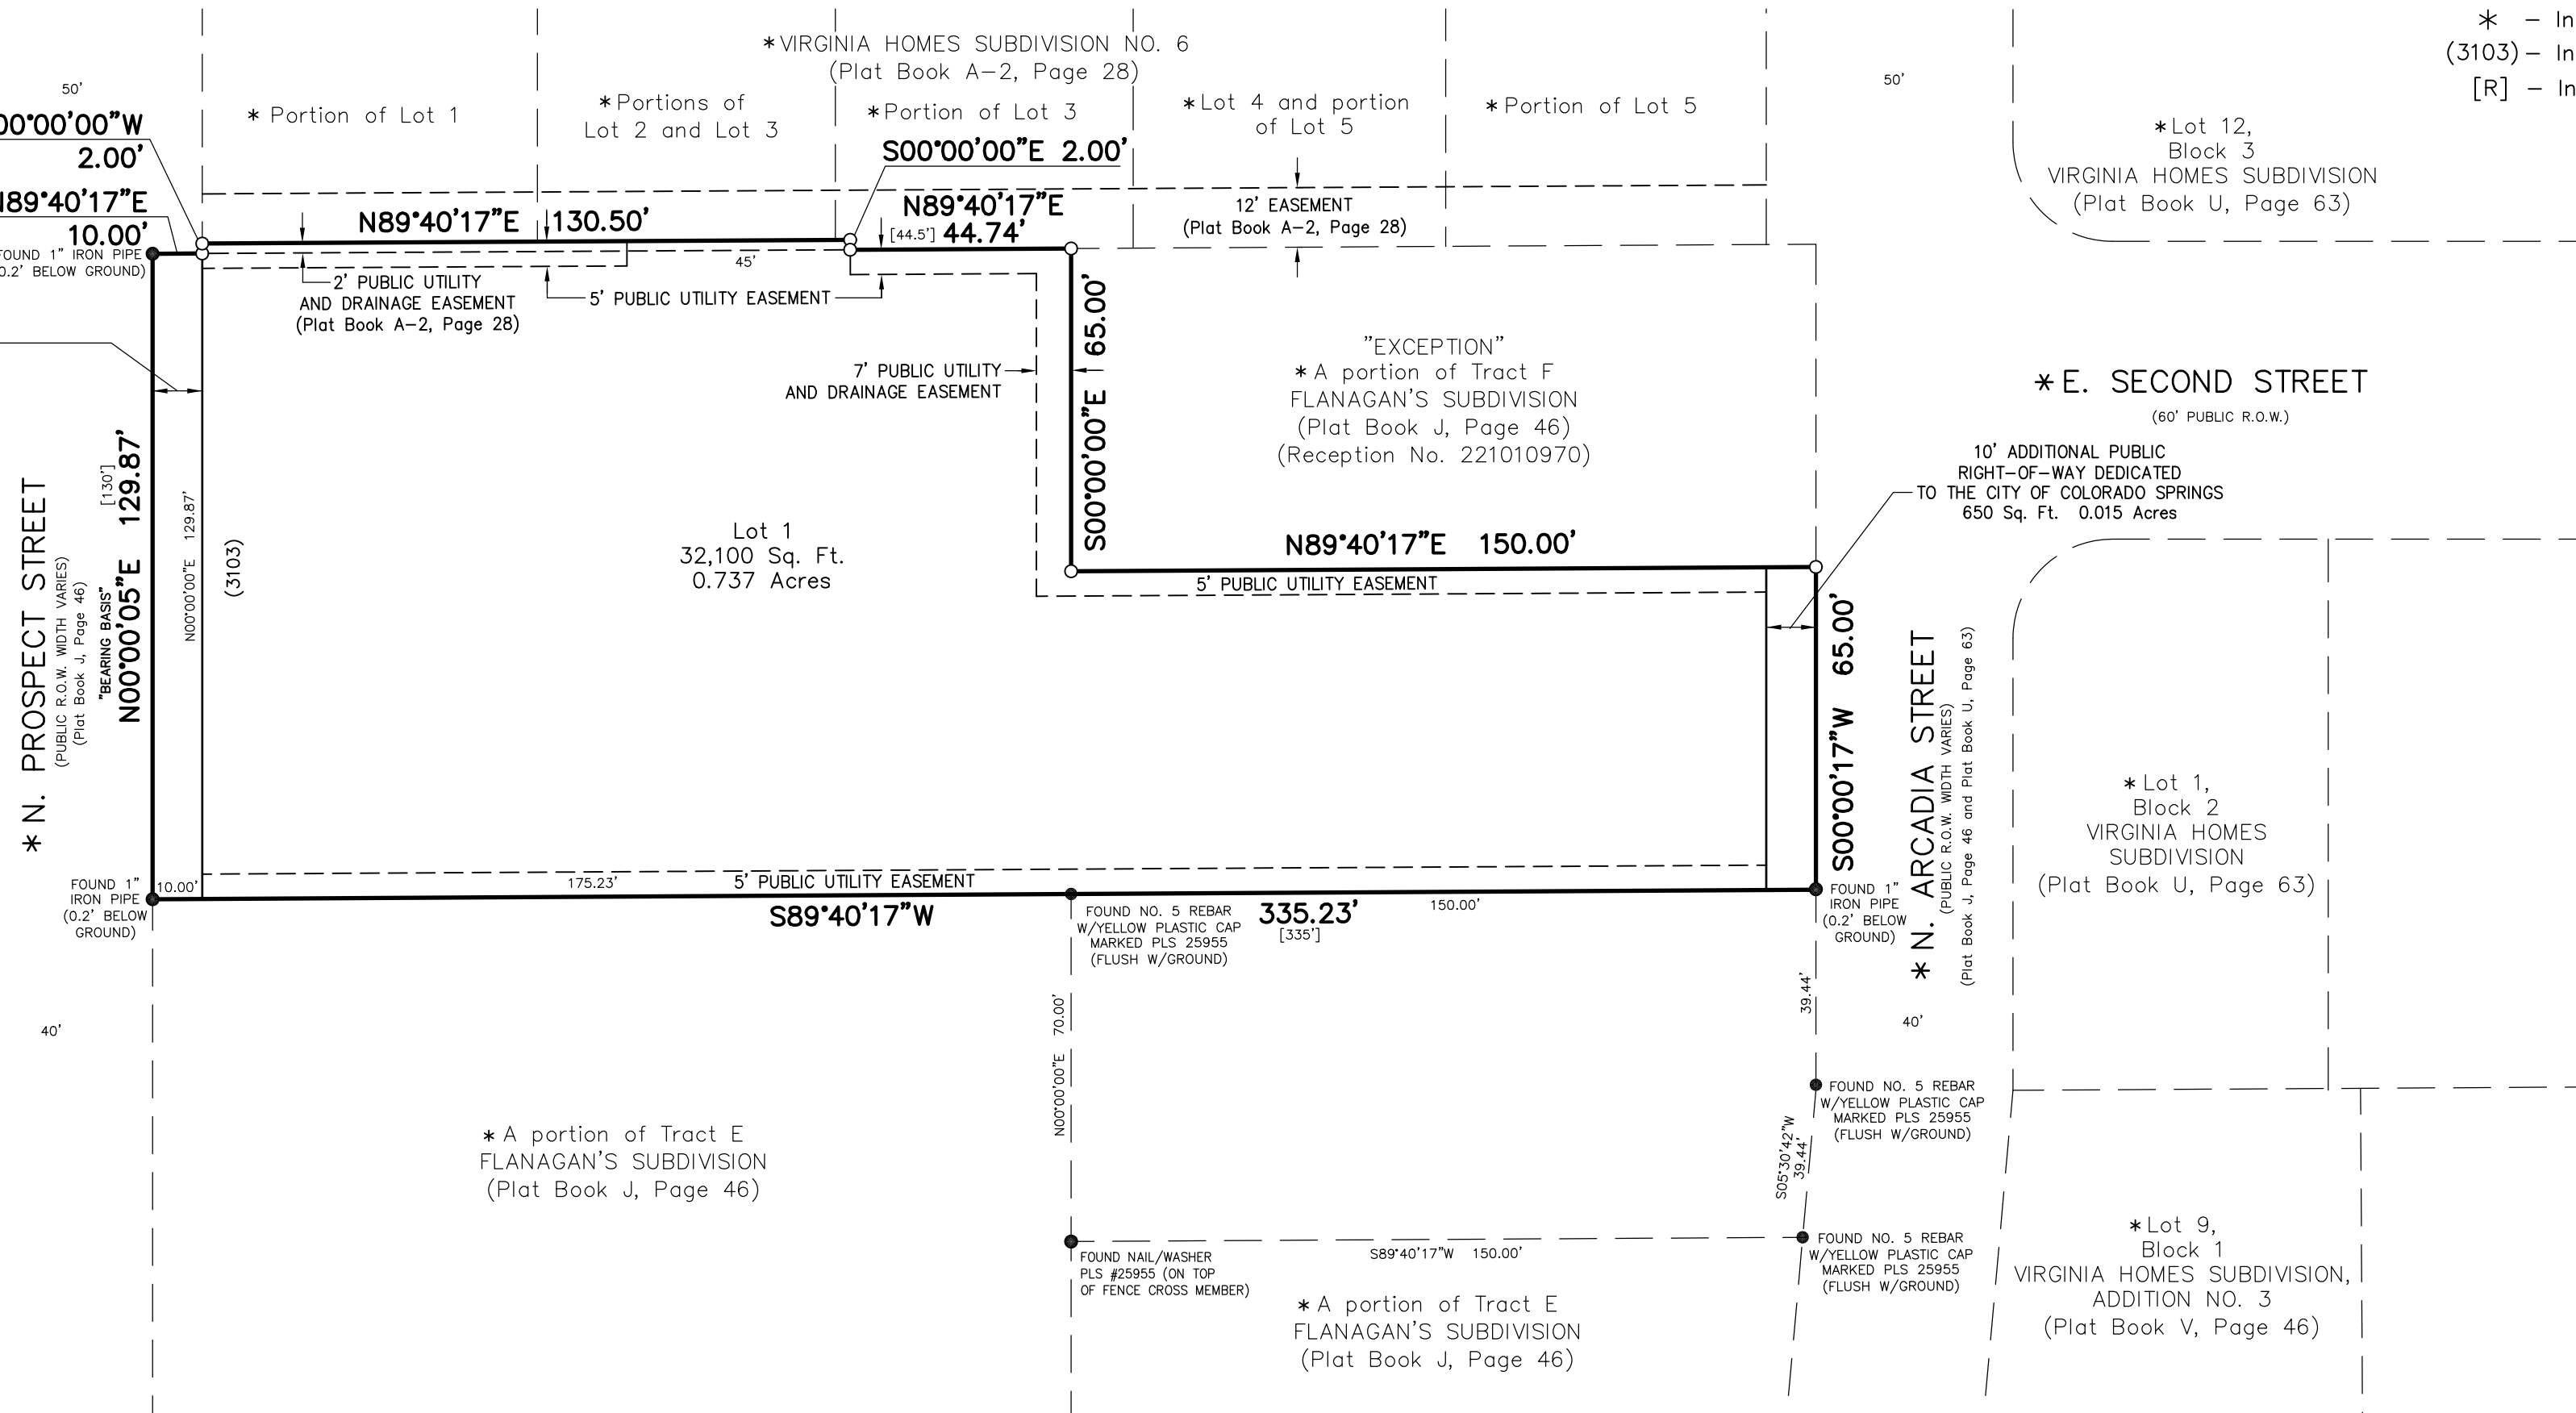 *VIRGINIA HOMES SUBDIVISION NO. 6
(Plat Book A-2, Page 28)
* - In
(3103) - In
[R] - In
50'
50'
* Portion of Lot 1
*Portions of
Lot 2 and Lot 3
*Portion of Lot 3
*Lot 4 and portion
of Lot 5
*Portion of Lot 5
*Lot 12,
Block 3
VIRGINIA HOMES SUBDIVISION
(Plat Book U, Page 63)
00°00'00"W
2.00'
N89°40'17"E
10.00'
FOUND 1" IRON PIPE
0.2' BELOW GROUND)
S00°00'00"E 2.00'
N89°40'17"E 130.50'
N89°40'17"E
[44.5'] 44.74'
12' EASEMENT
(Plat Book A-2, Page 28)
45'
2' PUBLIC UTILITY
AND DRAINAGE EASEMENT
(Plat Book A-2, Page 28)
5' PUBLIC UTILITY EASEMENT
7' PUBLIC UTILITY
AND DRAINAGE EASEMENT
S00°00'00"E 65.00'
"EXCEPTION"
*A portion of Tract F
FLANAGAN'S SUBDIVISION
(Plat Book J, Page 46)
(Reception No. 221010970)
*E. SECOND STREET
(60' PUBLIC R.O.W.)
10' ADDITIONAL PUBLIC
RIGHT-OF-WAY DEDICATED
TO THE CITY OF COLORADO SPRINGS
650 Sq. Ft. 0.015 Acres
*N. PROSPECT STREET
(PUBLIC R.O.W. WIDTH VARIES)
(Plat Book J, Page 46)
"BEARING BASIS"
[130']
N00°00'05"E 129.87'
N00°00'00"E 129.87'
(3103)
Lot 1
32,100 Sq. Ft.
0.737 Acres
N89°40'17"E 150.00'
5' PUBLIC UTILITY EASEMENT
S00°00'17"W 65.00'
*N. ARCADIA STREET
(PUBLIC R.O.W. WIDTH VARIES)
(Plat Book J, Page 46 and Plat Book U, Page 63)
*Lot 1,
Block 2
VIRGINIA HOMES
SUBDIVISION
(Plat Book U, Page 63)
FOUND 1"
IRON PIPE
(0.2' BELOW
GROUND)
10.00'
175.23'
5' PUBLIC UTILITY EASEMENT
S89°40'17"W
335.23'
[335']
150.00'
FOUND NO. 5 REBAR
W/YELLOW PLASTIC CAP
MARKED PLS 25955
(FLUSH W/GROUND)
FOUND 1"
IRON PIPE
(0.2' BELOW
GROUND)
39.44'
40'
40'
N00°00'00"E 70.00'
FOUND NO. 5 REBAR
W/YELLOW PLASTIC CAP
MARKED PLS 25955
(FLUSH W/GROUND)
S05°30'42"W
39.44'
*A portion of Tract E
FLANAGAN'S SUBDIVISION
(Plat Book J, Page 46)
FOUND NAIL/WASHER
PLS #25955 (ON TOP
OF FENCE CROSS MEMBER)
S89°40'17"W 150.00'
FOUND NO. 5 REBAR
W/YELLOW PLASTIC CAP
MARKED PLS 25955
(FLUSH W/GROUND)
*A portion of Tract E
FLANAGAN'S SUBDIVISION
(Plat Book J, Page 46)
*Lot 9,
Block 1
VIRGINIA HOMES SUBDIVISION,
ADDITION NO. 3
(Plat Book V, Page 46)